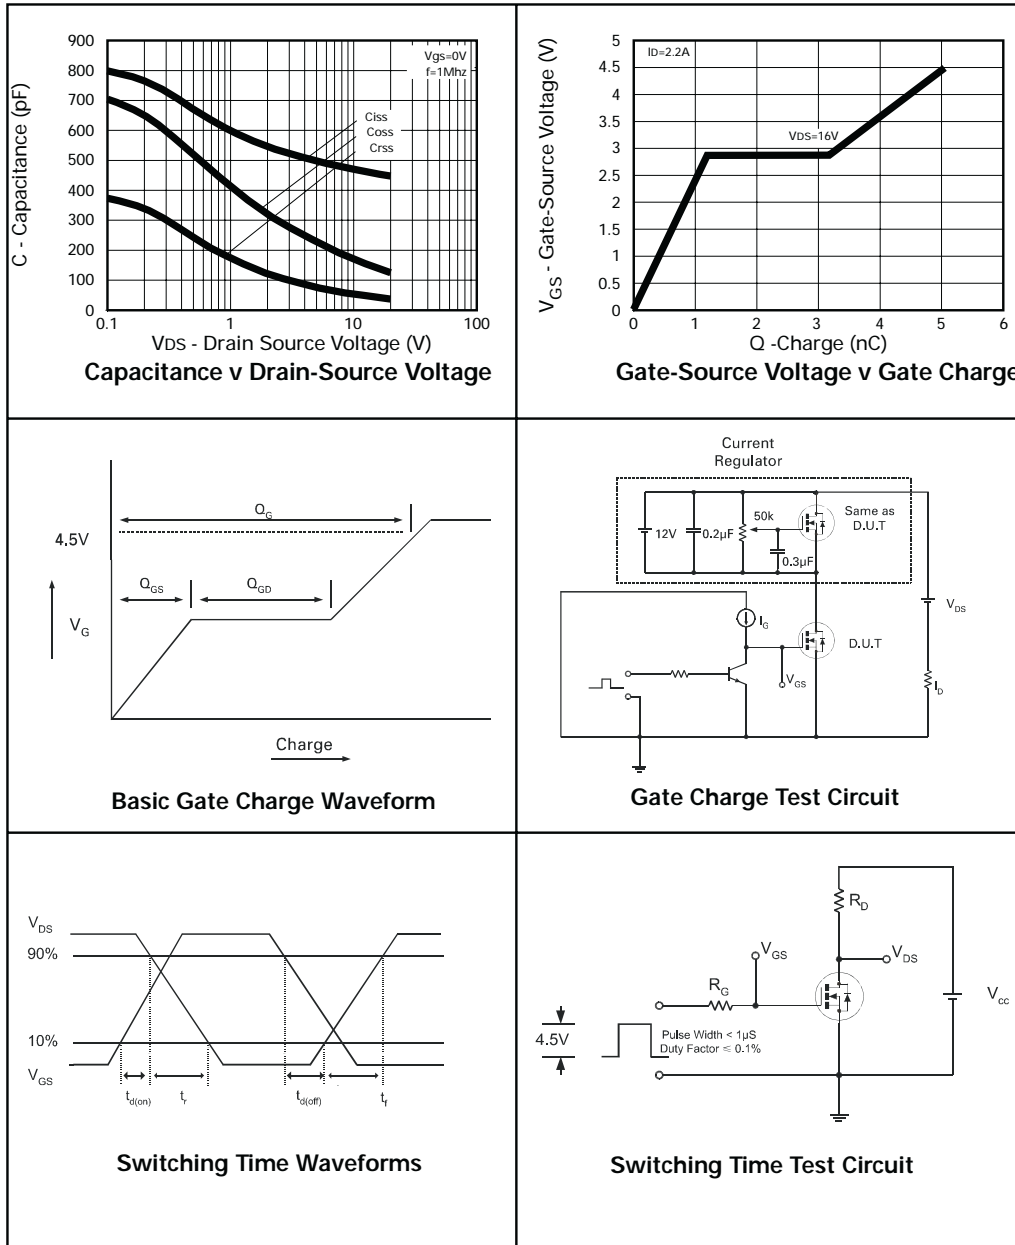 900
800
700
600
500
400
300
200
100
0
C - Capacitance (pF)
Vgs=0V
f=1Mhz
Ciss
Coss
Crss
0.1
1
10
100
VDS - Drain Source Voltage (V)
Capacitance v Drain-Source Voltage
5
4.5
4
3.5
3
2.5
2
1.5
1
0.5
0
VGS - Gate-Source Voltage (V)
ID=2.2A
VDS=16V
0
1
2
3
4
5
6
Q -Charge (nC)
Gate-Source Voltage v Gate Charge
QG
4.5V
QGS
QGD
VG
Charge
Basic Gate Charge Waveform
Current
Regulator
12V
0.2µF
50k
0.3µF
Same as
D.U.T
IG
VGS
D.U.T
VDS
ID
Gate Charge Test Circuit
VDS
90%
10%
VGS
td(on)
tr
td(off)
tf
Switching Time Waveforms
RD
VGS
VDS
RG
Vcc
4.5V
Pulse Width < 1µS
Duty Factor ≤ 0.1%
Switching Time Test Circuit